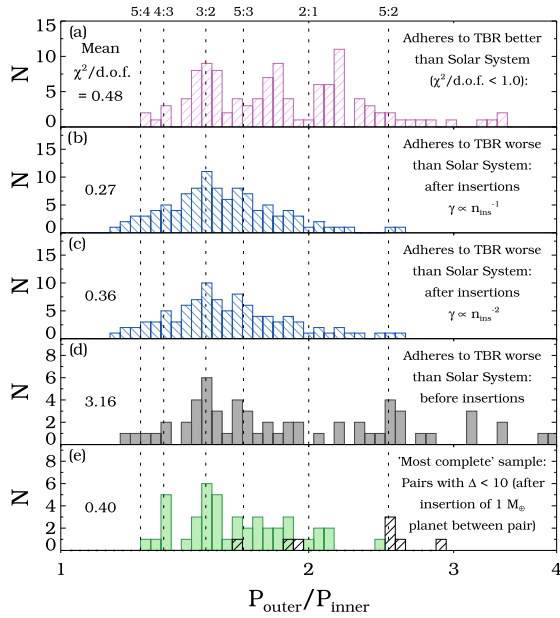 5:4 4:3 3:2 5:3 2:1 5:2
(a)
Mean
χ²/d.o.f.
= 0.48
Adheres to TBR better
than Solar System
(χ²/d.o.f. < 1.0):
N
15
10
5
0
(b)
0.27
Adheres to TBR worse
than Solar System:
after insertions
γ ∝ n_ins⁻¹
N
15
10
5
0
(c)
0.36
Adheres to TBR worse
than Solar System:
after insertions
γ ∝ n_ins⁻²
N
15
10
5
0
(d)
3.16
Adheres to TBR worse
than Solar System:
before insertions
N
8
6
4
2
0
(e)
0.40
'Most complete' sample:
Pairs with Δ < 10 (after
insertion of 1 M⊕
planet between pair)
N
8
6
4
2
0
1 2 3 4
P_outer/P_inner